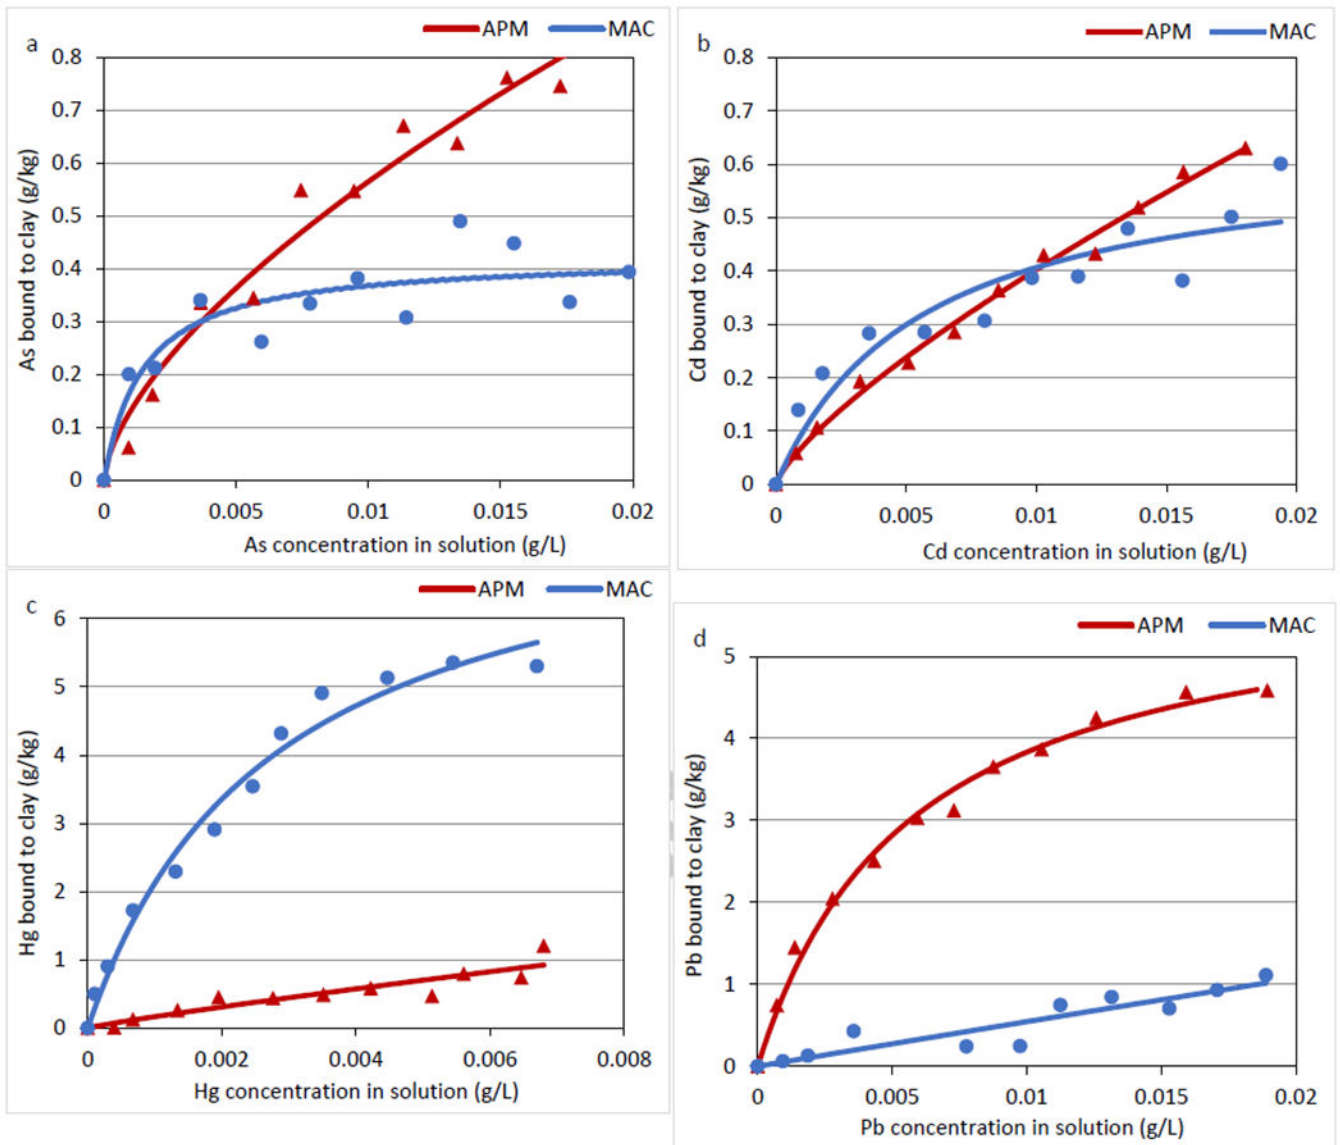 a
APM MAC
0.8
0.7
0.6
0.5
0.4
0.3
0.2
0.1
0
As bound to clay (g/kg)
0 0.005 0.01 0.015 0.02
As concentration in solution (g/L)
b
APM MAC
0.8
0.7
0.6
0.5
0.4
0.3
0.2
0.1
0
Cd bound to clay (g/kg)
0 0.005 0.01 0.015 0.02
Cd concentration in solution (g/L)
c
APM MAC
6
5
4
3
2
1
0
Hg bound to clay (g/kg)
0 0.002 0.004 0.006 0.008
Hg concentration in solution (g/L)
d
APM MAC
5
4
3
2
1
0
Pb bound to clay (g/kg)
0 0.005 0.01 0.015 0.02
Pb concentration in solution (g/L)